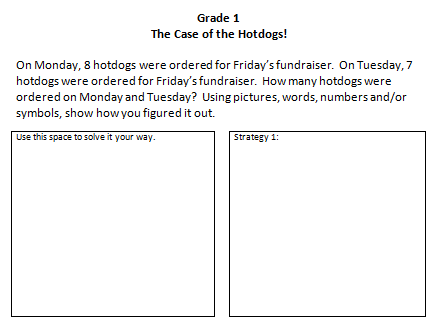 Grade 1
The Case of the Hotdogs!
On Monday, 8 hotdogs were ordered for Friday's fundraiser.  On Tuesday, 7
hotdogs were ordered for Friday's fundraiser.  How many hotdogs were
ordered on Monday and Tuesday?  Using pictures, words, numbers and/or
symbols, show how you figured it out.
Use this space to solve it your way.
Strategy 1: